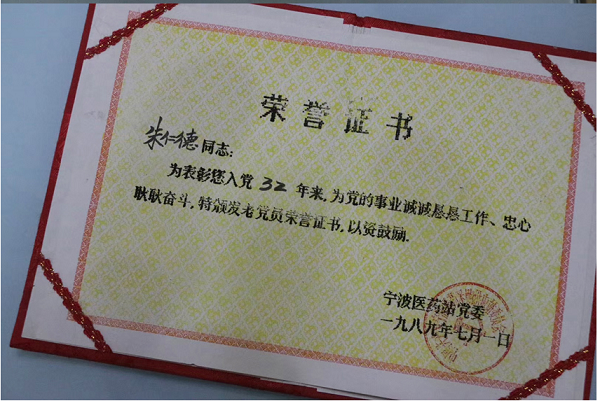 荣誉证书
朱仁德同志:
为表彰您入党32年来,为党的事业诚诚恳恳工作、忠心
耿耿奋斗,特颁发老党员荣誉证书,以资鼓励.
宁波医药站党委
一九八九年七月一日